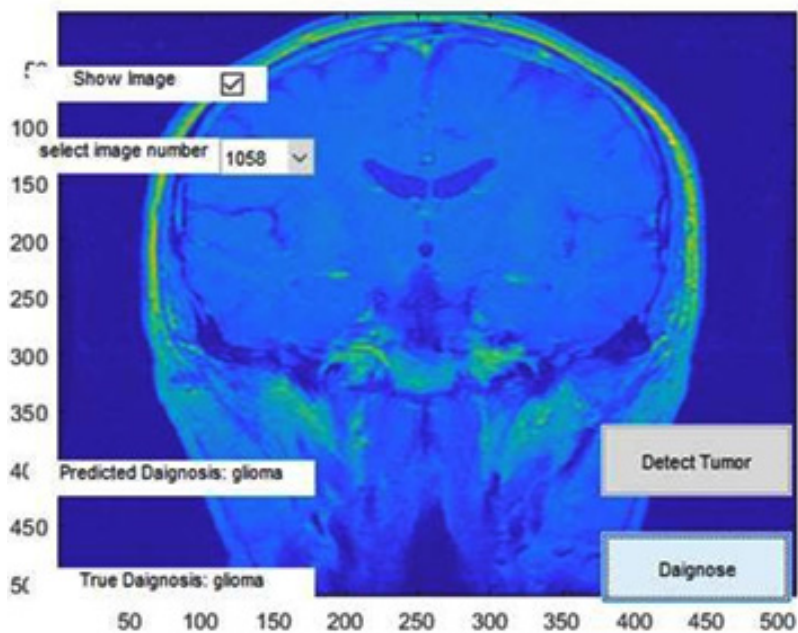 Show Image
100
select image number 1058
150
200
250
300
350
Detect Tumor
Predicted Daignosis: glioma
450
Daignose
True Daignosis: glioma
50 100 150 200 250 300 350 400 450 500